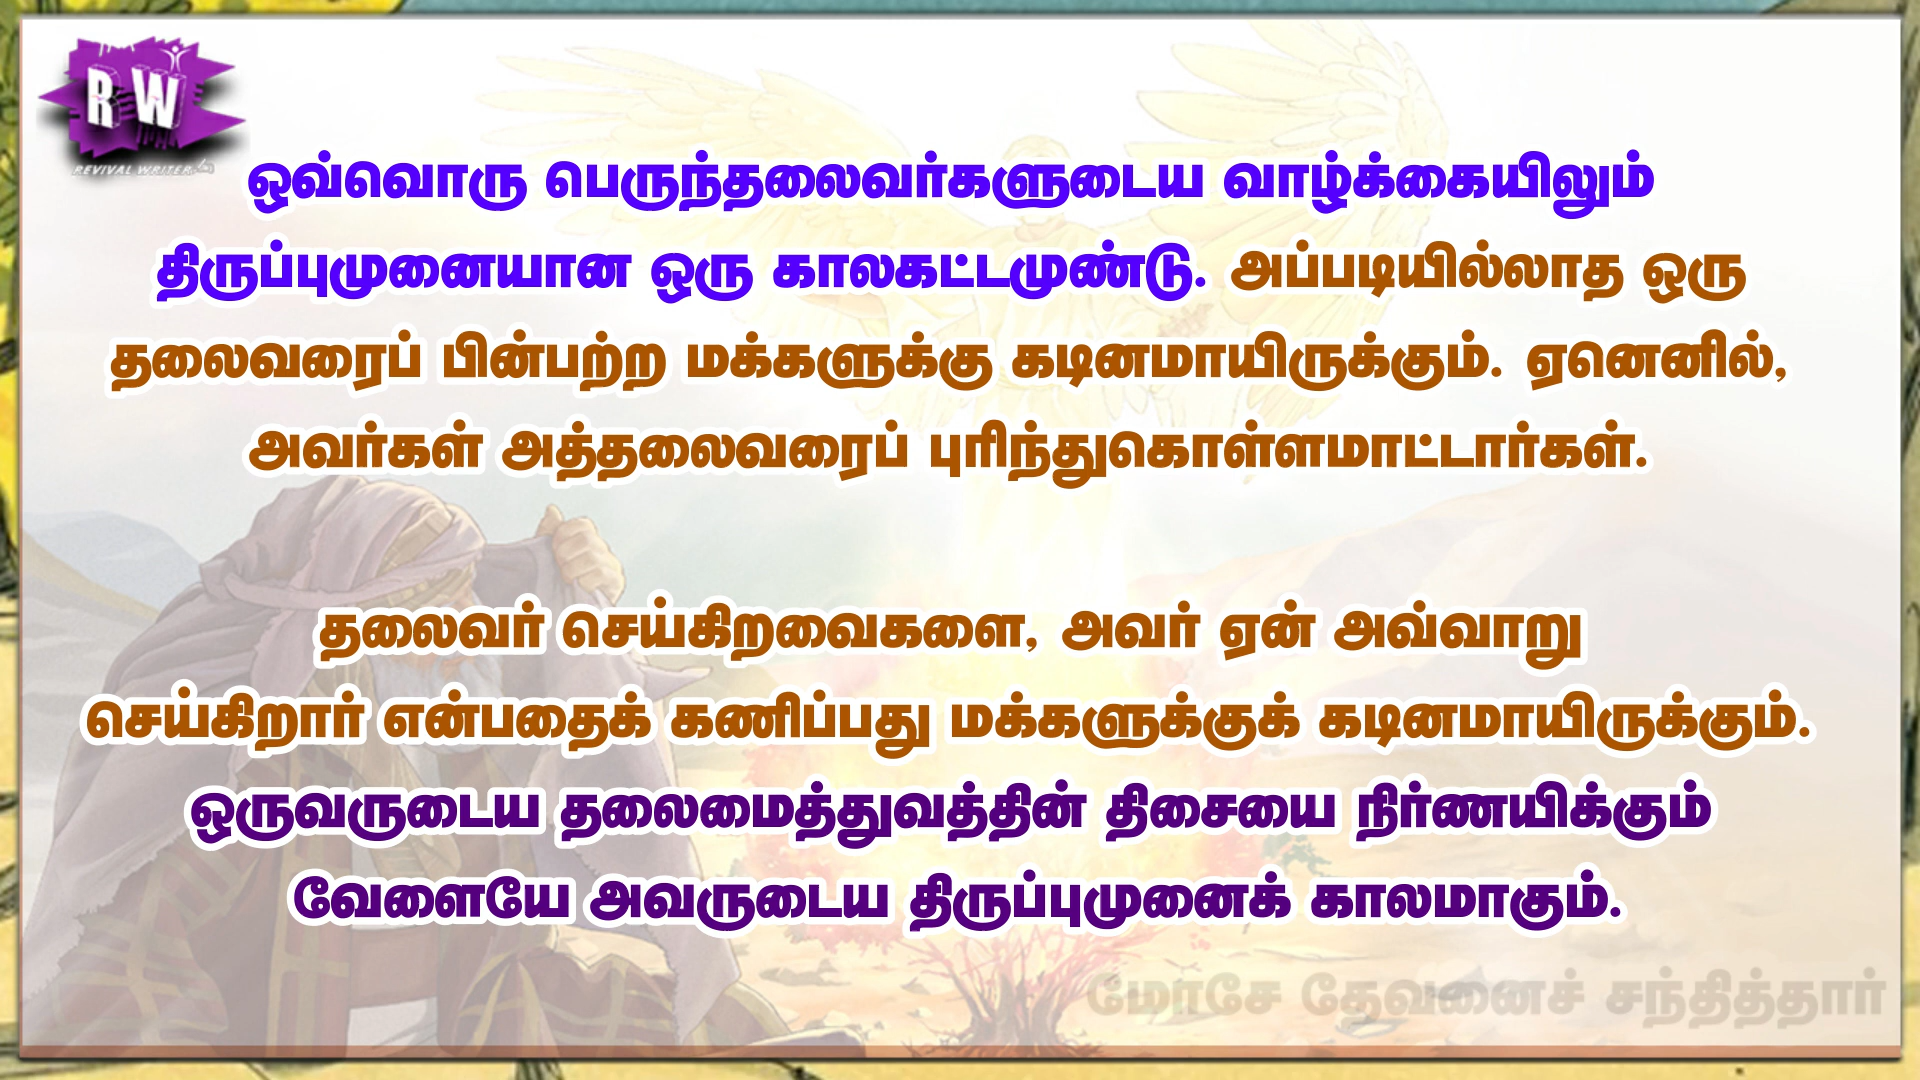 RW
REVIVAL WRITER
ஒவ்வொரு பெருந்தலைவர்களுடைய வாழ்க்கையிலும்
திருப்புமுனையான ஒரு காலகட்டமுண்டு. அப்படியில்லாத ஒரு
தலைவரைப் பின்பற்ற மக்களுக்கு கடினமாயிருக்கும். ஏனெனில்,
அவர்கள் அத்தலைவரைப் புரிந்துகொள்ளமாட்டார்கள்.
தலைவர் செய்கிறவைகளை, அவர் ஏன் அவ்வாறு
செய்கிறார் என்பதைக் கணிப்பது மக்களுக்குக் கடினமாயிருக்கும்.
ஒருவருடைய தலைமைத்துவத்தின் திசையை நிர்ணயிக்கும்
வேளையே அவருடைய திருப்புமுனைக் காலமாகும்.
மோசே தேவனைச் சந்தித்தார்